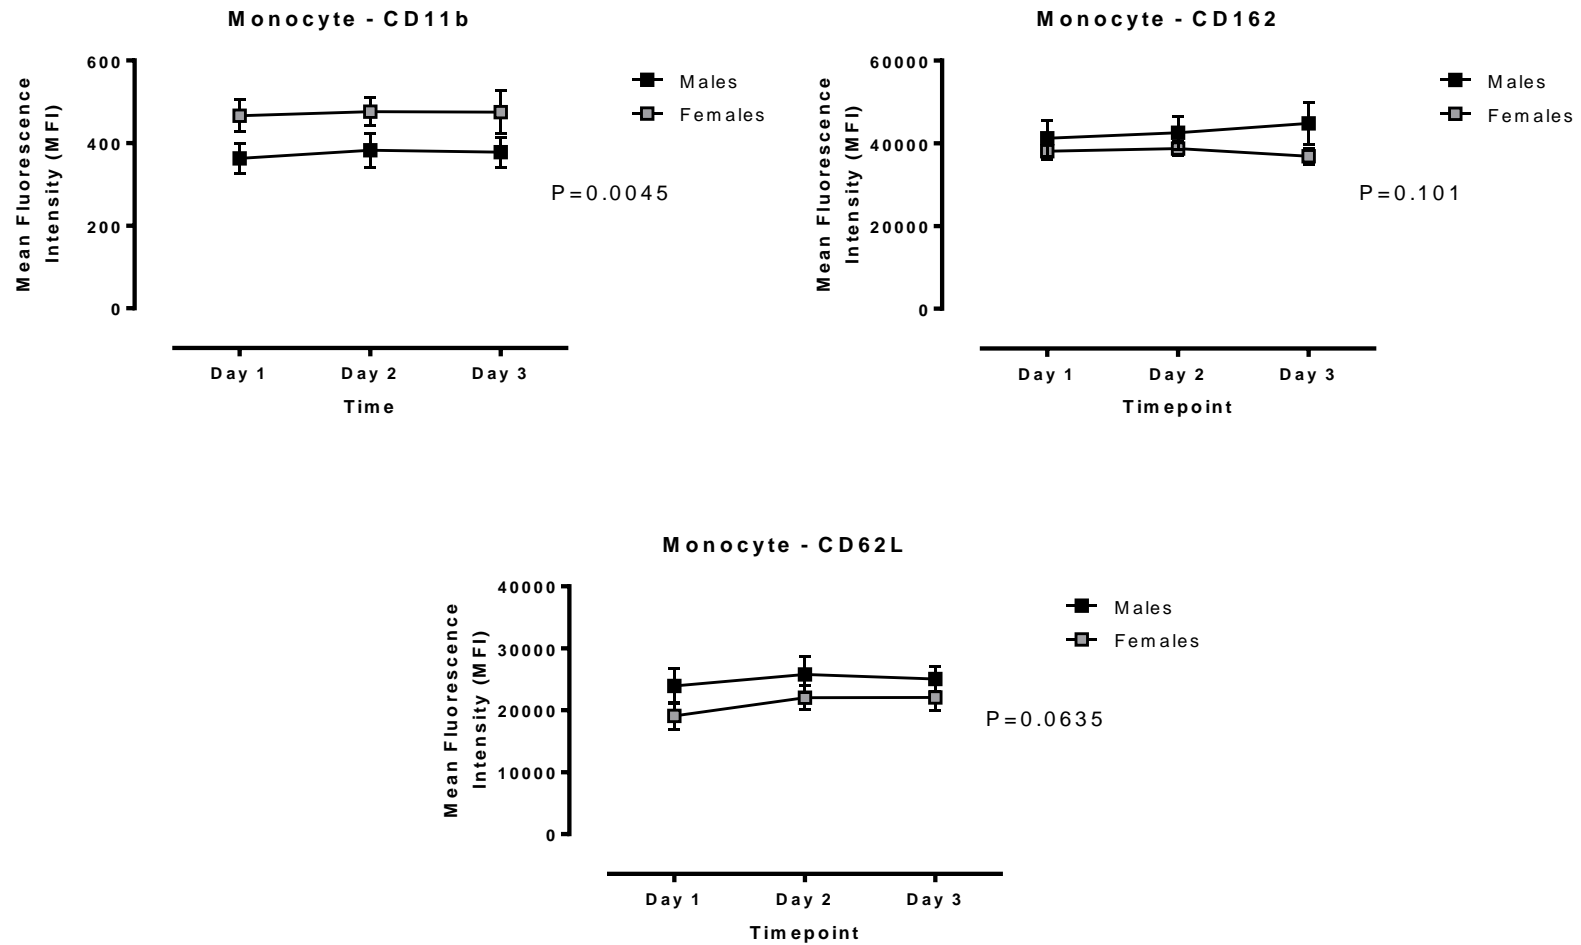 Monocyte - CD11b
Mean Fluorescence
Intensity (MFI)
600
400
200
0
Day 1
Day 2
Day 3
Time
Males
Females
P=0.0045
Monocyte - CD162
Mean Fluorescence
Intensity (MFI)
60000
40000
20000
0
Day 1
Day 2
Day 3
Timepoint
Males
Females
P=0.101
Monocyte - CD62L
Mean Fluorescence
Intensity (MFI)
40000
30000
20000
10000
0
Day 1
Day 2
Day 3
Timepoint
Males
Females
P=0.0635